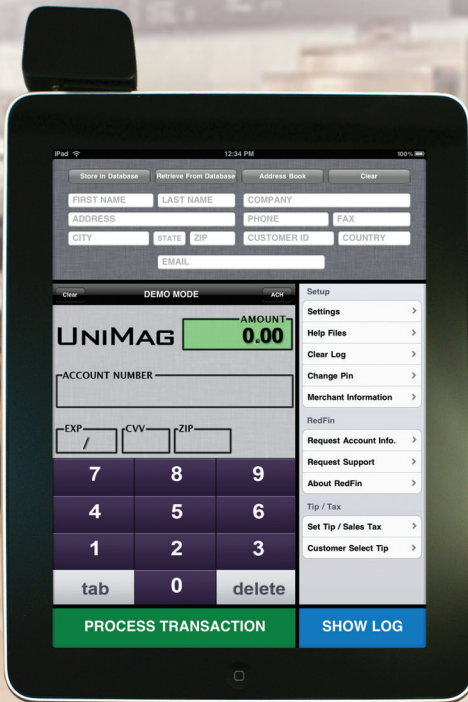 iPad 12:34 PM 100%
Store in Database Retrieve From Database Address Book Clear
FIRST NAME LAST NAME COMPANY
ADDRESS PHONE FAX
CITY STATE ZIP CUSTOMER ID COUNTRY
EMAIL
Clear DEMO MODE ACH
UNIMAG
AMOUNT
0.00
ACCOUNT NUMBER
EXP CVV ZIP
/
7 8 9
4 5 6
1 2 3
tab 0 delete
PROCESS TRANSACTION
Setup
Settings >
Help Files >
Clear Log >
Change Pin >
Merchant Information >
RedFin
Request Account Info. >
Request Support >
About RedFin >
Tip / Tax
Set Tip / Sales Tax >
Customer Select Tip >
SHOW LOG